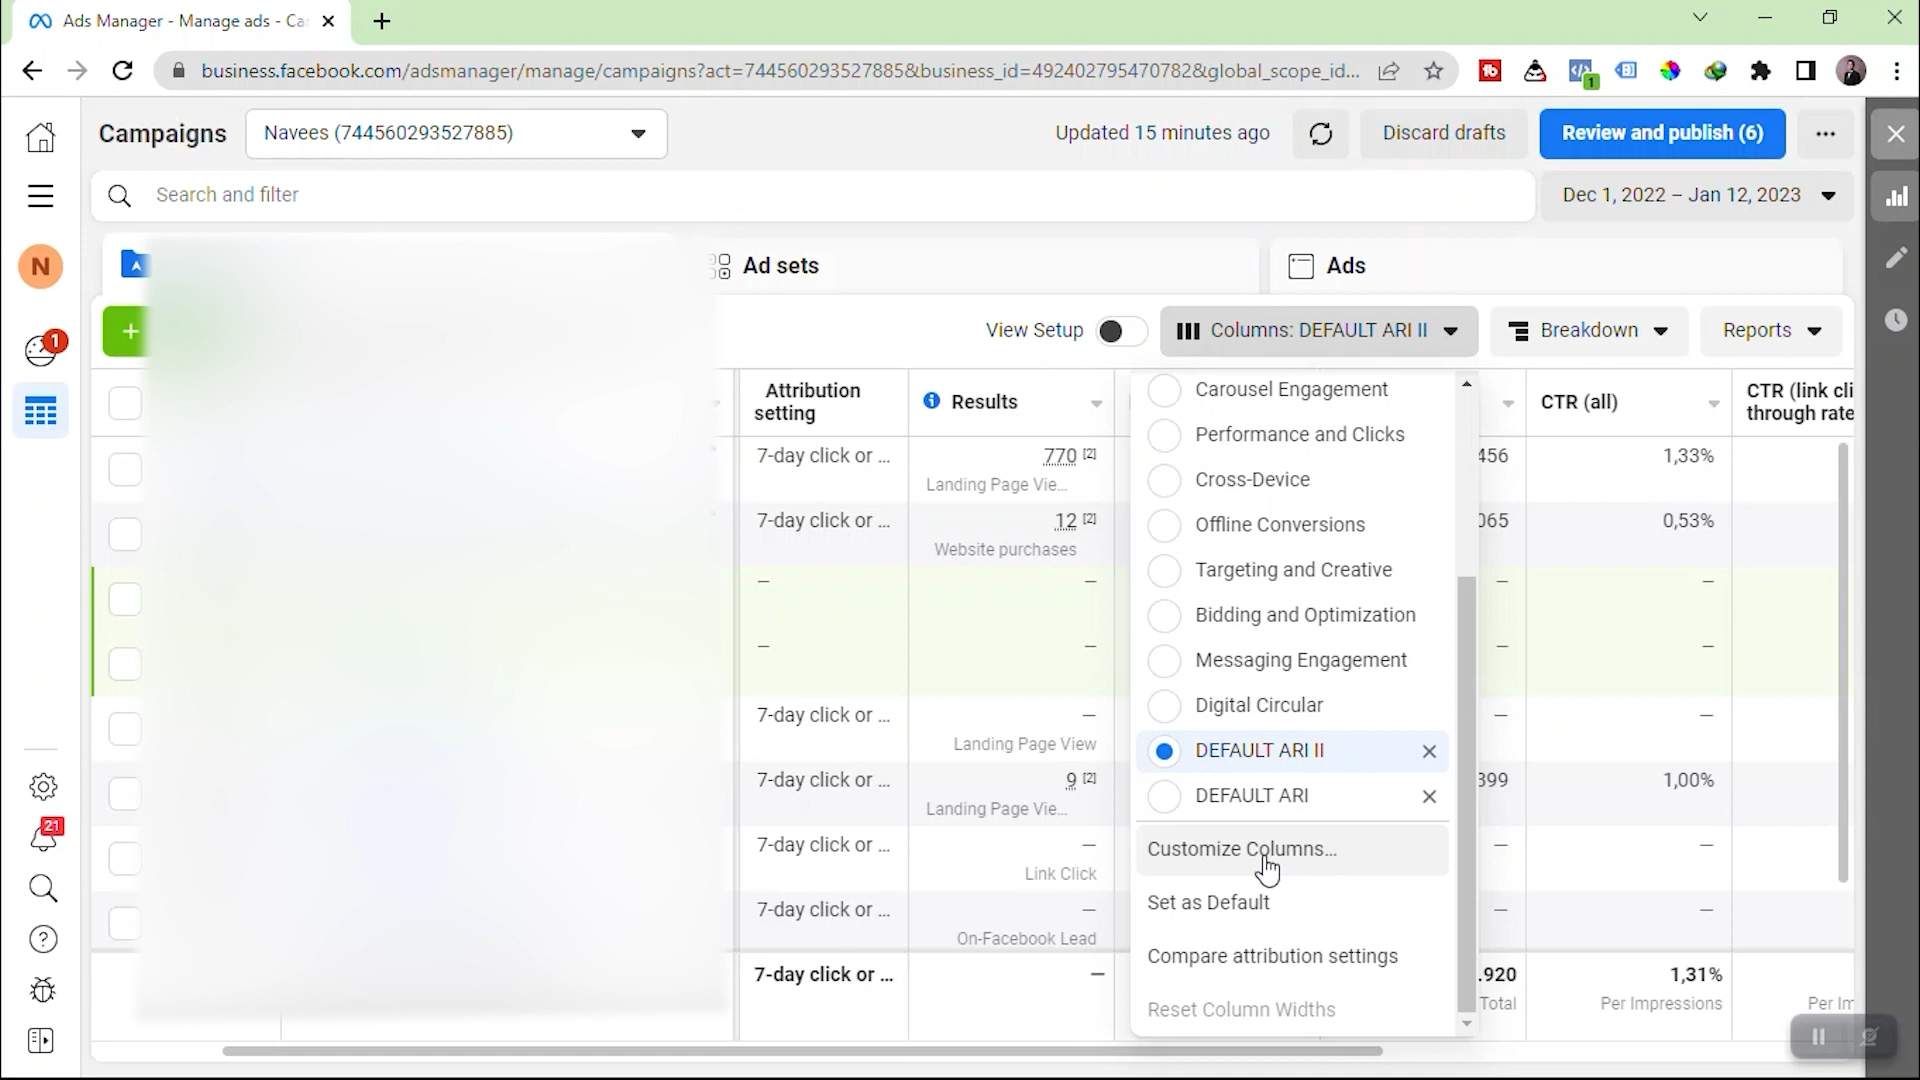 Ads Manager - Manage ads - Ca
business.facebook.com/adsmanager/manage/campaigns?act=744560293527885&business_id=492402795470782&global_scope_id...
1
Campaigns
Navees (744560293527885)
Updated 15 minutes ago
Discard drafts
Review and publish (6)
Search and filter
Dec 1, 2022 – Jan 12, 2023
N
Ad sets
Ads
1
View Setup
Columns: DEFAULT ARI II
Breakdown
Reports
Attribution
setting
Results
CTR (all)
CTR (link cli
through rate
Carousel Engagement
Performance and Clicks
Cross-Device
Offline Conversions
Targeting and Creative
Bidding and Optimization
Messaging Engagement
Digital Circular
DEFAULT ARI II
DEFAULT ARI
Customize Columns...
Set as Default
Compare attribution settings
Reset Column Widths
7-day click or ...
770 [2]
456
1,33%
Landing Page Vie...
7-day click or ...
12 [2]
065
0,53%
Website purchases
—
—
—
—
—
—
—
—
7-day click or ...
—
—
—
Landing Page View
7-day click or ...
9 [2]
399
1,00%
Landing Page Vie...
7-day click or ...
—
—
—
Link Click
7-day click or ...
—
—
—
On-Facebook Lead
7-day click or ...
—
.920
1,31%
Total
Per Impressions
Per Im
21